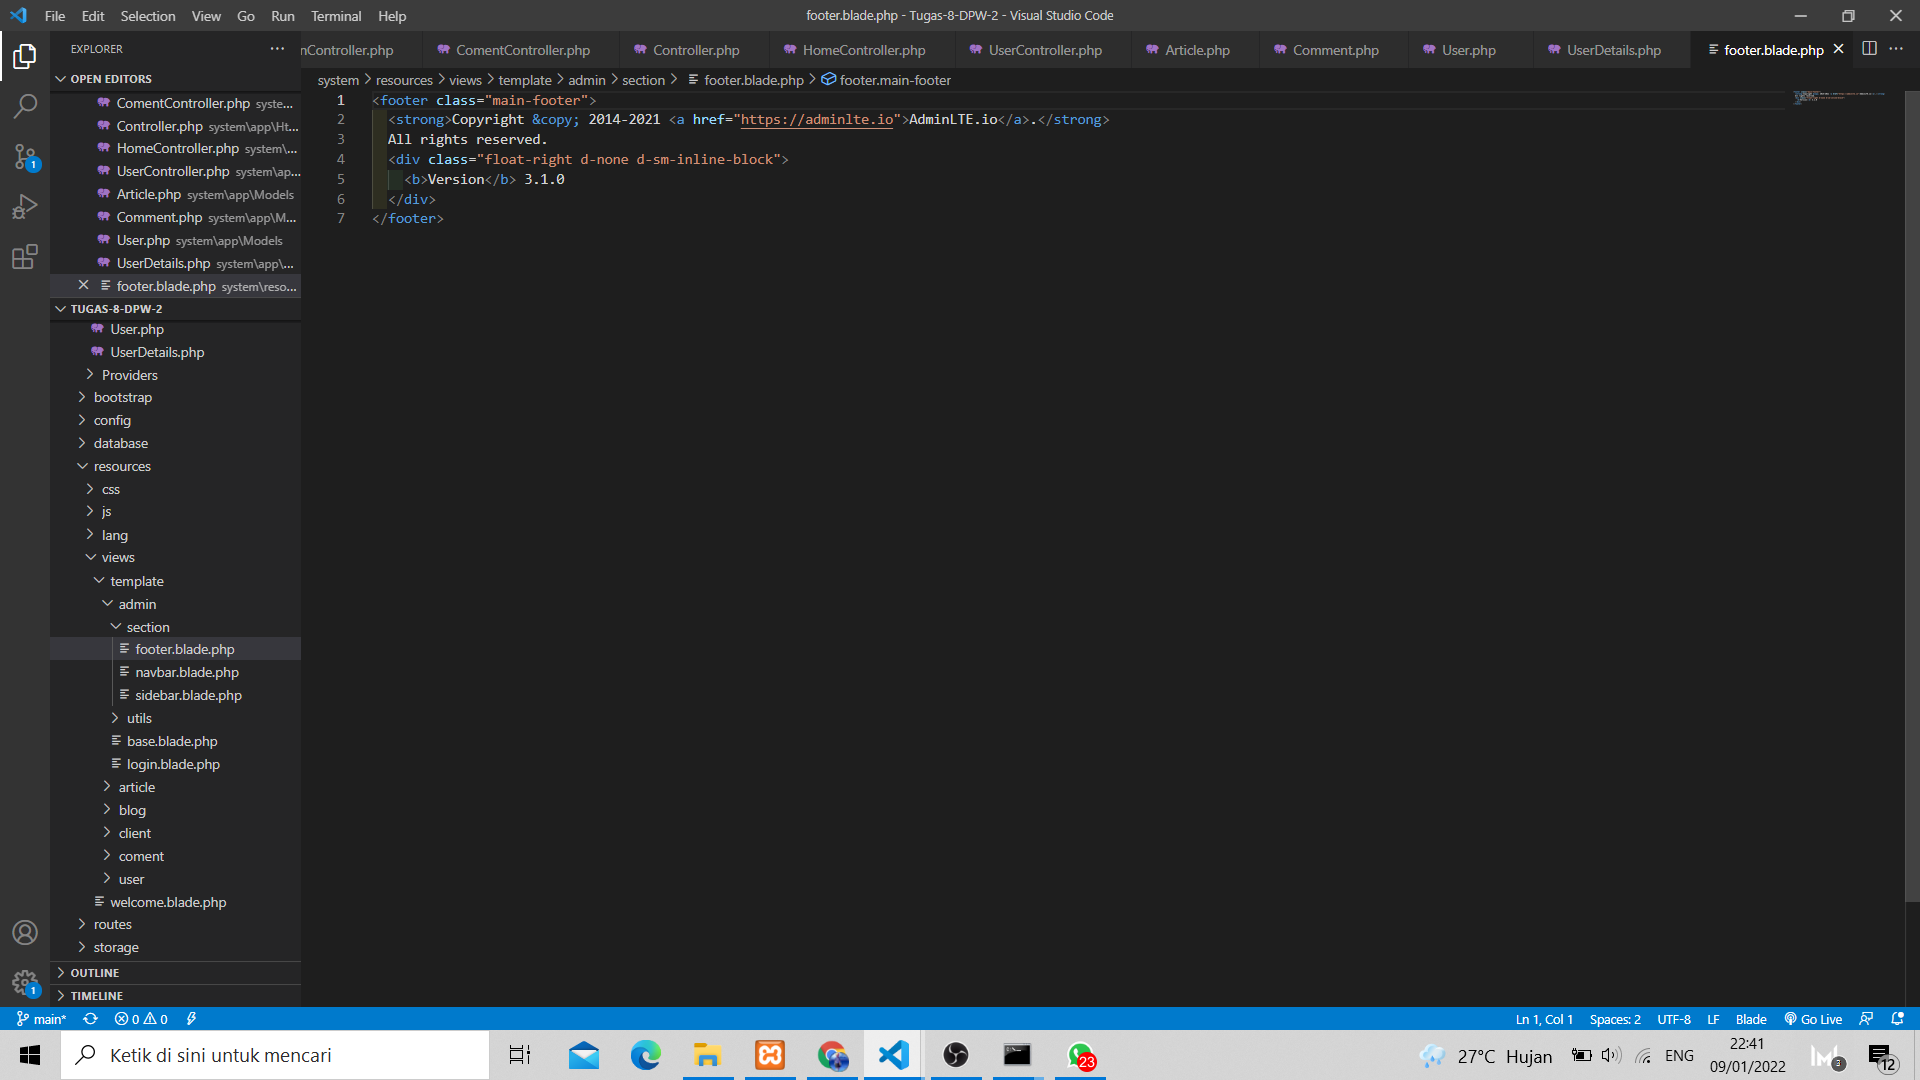 File Edit Selection View Go Run Terminal Help
footer.blade.php - Tugas-8-DPW-2 - Visual Studio Code
EXPLORER
nController.php ComentController.php Controller.php HomeController.php UserController.php Article.php Comment.php User.php UserDetails.php footer.blade.php
OPEN EDITORS
ComentController.php syste...
Controller.php system\app\Ht...
HomeController.php system\...
UserController.php system\ap...
Article.php system\app\Models
Comment.php system\app\M...
User.php system\app\Models
UserDetails.php system\app\...
footer.blade.php system\reso...
TUGAS-8-DPW-2
User.php
UserDetails.php
Providers
bootstrap
config
database
resources
css
js
lang
views
template
admin
section
footer.blade.php
navbar.blade.php
sidebar.blade.php
utils
base.blade.php
login.blade.php
article
blog
client
coment
user
welcome.blade.php
routes
storage
OUTLINE
TIMELINE
system > resources > views > template > admin > section > footer.blade.php > footer.main-footer
1 <footer class="main-footer">
2 <strong>Copyright &copy; 2014-2021 <a href="https://adminlte.io">AdminLTE.io</a>.</strong>
3 All rights reserved.
4 <div class="float-right d-none d-sm-inline-block">
5 <b>Version</b> 3.1.0
6 </div>
7 </footer>
1
1
main* 0 0
Ln 1, Col 1 Spaces: 2 UTF-8 LF Blade Go Live
Ketik di sini untuk mencari
23
27°C Hujan
ENG
22:41
09/01/2022
3
12